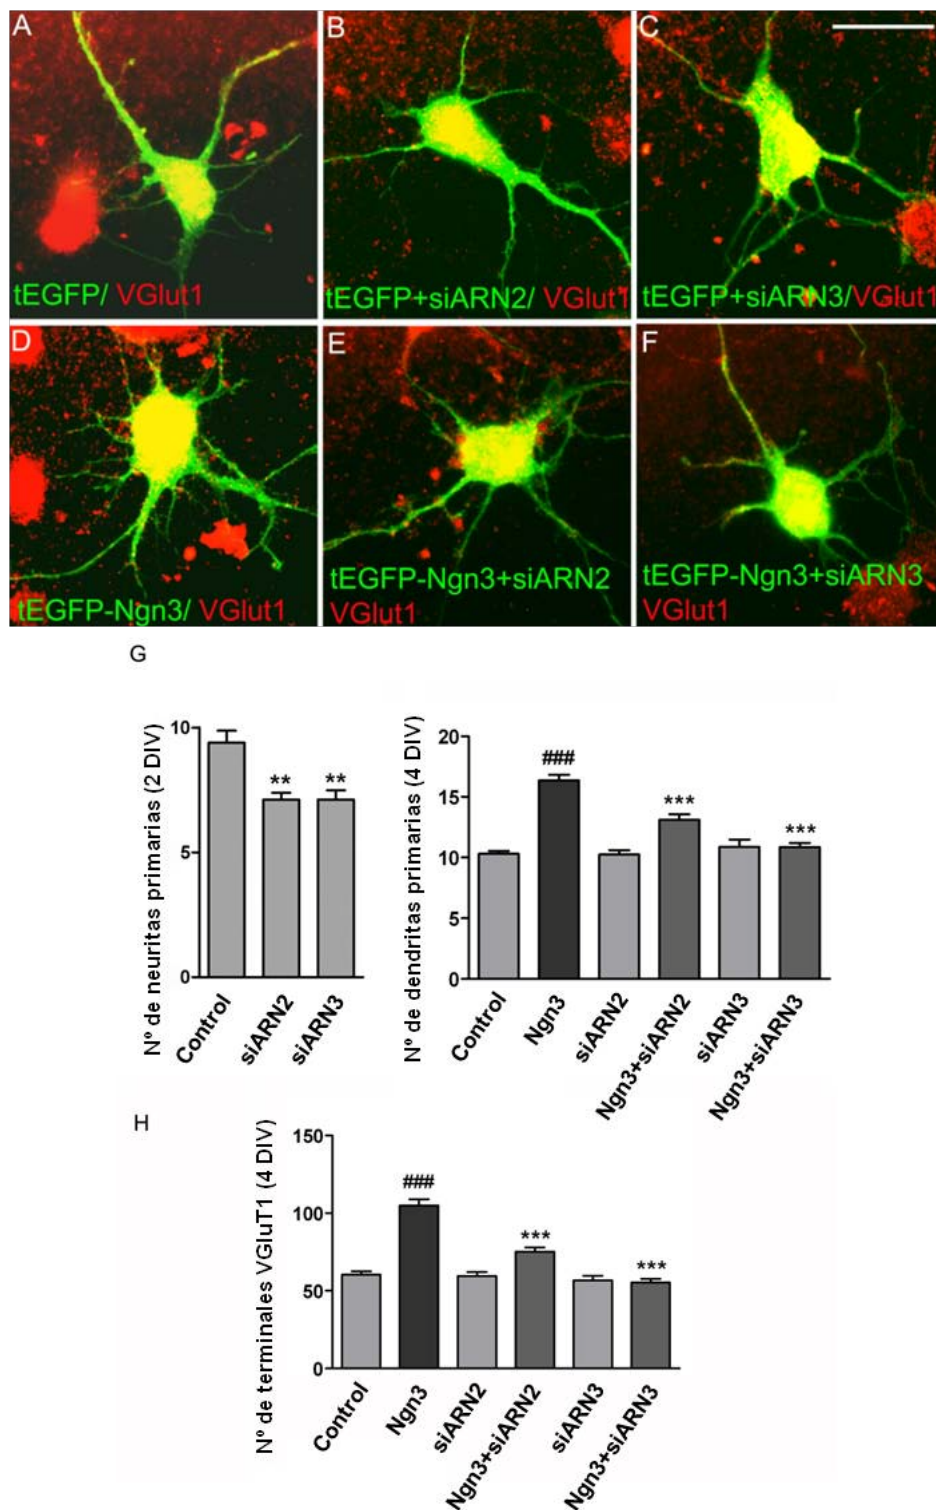 A
B
C
tEGFP/ VGlut1
tEGFP+siARN2/ VGlut1
tEGFP+siARN3/VGlut1
D
E
F
tEGFP-Ngn3/ VGlut1
tEGFP-Ngn3+siARN2
VGlut1
tEGFP-Ngn3+siARN3
VGlut1
G
Nº de neuritas primarias (2 DIV)
10
5
0
**
**
Control
siARN2
siARN3
Nº de dendritas primarias (4 DIV)
20
15
10
5
0
###
***
***
Control
Ngn3
siARN2
Ngn3+siARN2
siARN3
Ngn3+siARN3
H
Nº de terminales VGluT1 (4 DIV)
150
100
50
0
###
***
***
Control
Ngn3
siARN2
Ngn3+siARN2
siARN3
Ngn3+siARN3